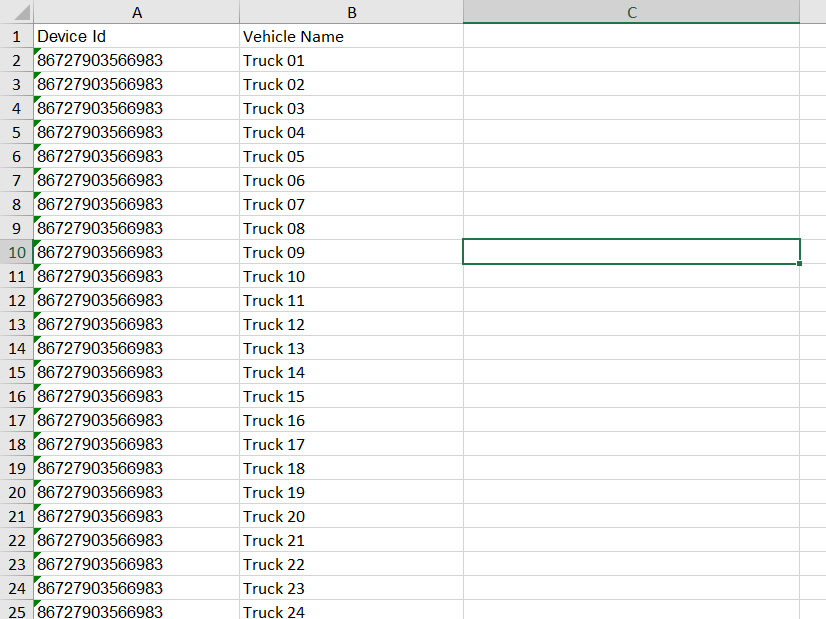 A B C
1 Device Id Vehicle Name
2 86727903566983 Truck 01
3 86727903566983 Truck 02
4 86727903566983 Truck 03
5 86727903566983 Truck 04
6 86727903566983 Truck 05
7 86727903566983 Truck 06
8 86727903566983 Truck 07
9 86727903566983 Truck 08
10 86727903566983 Truck 09
11 86727903566983 Truck 10
12 86727903566983 Truck 11
13 86727903566983 Truck 12
14 86727903566983 Truck 13
15 86727903566983 Truck 14
16 86727903566983 Truck 15
17 86727903566983 Truck 16
18 86727903566983 Truck 17
19 86727903566983 Truck 18
20 86727903566983 Truck 19
21 86727903566983 Truck 20
22 86727903566983 Truck 21
23 86727903566983 Truck 22
24 86727903566983 Truck 23
25 86727903566983 Truck 24